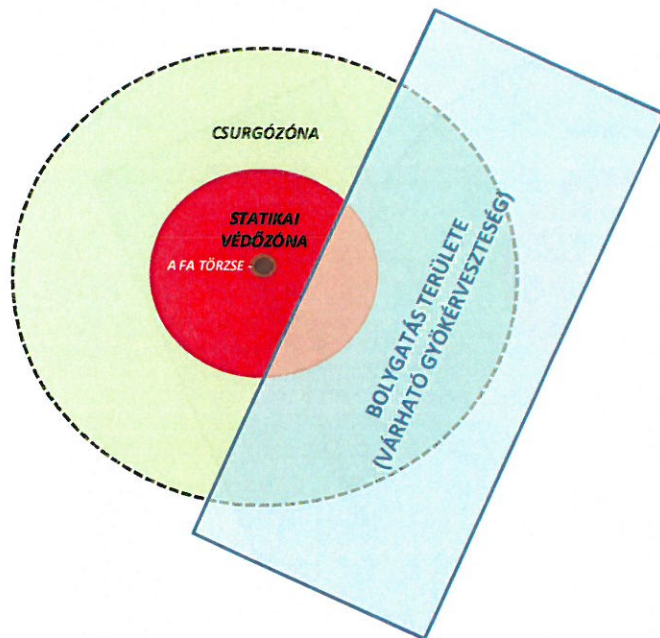 CSURGÓZÓNA
STATIKAI
VÉDŐZÓNA
A FA TÖRZSE -
BOLYGATÁS TERÜLETE
(VÁRHATÓ GYÖKÉRVESZTESÉG)